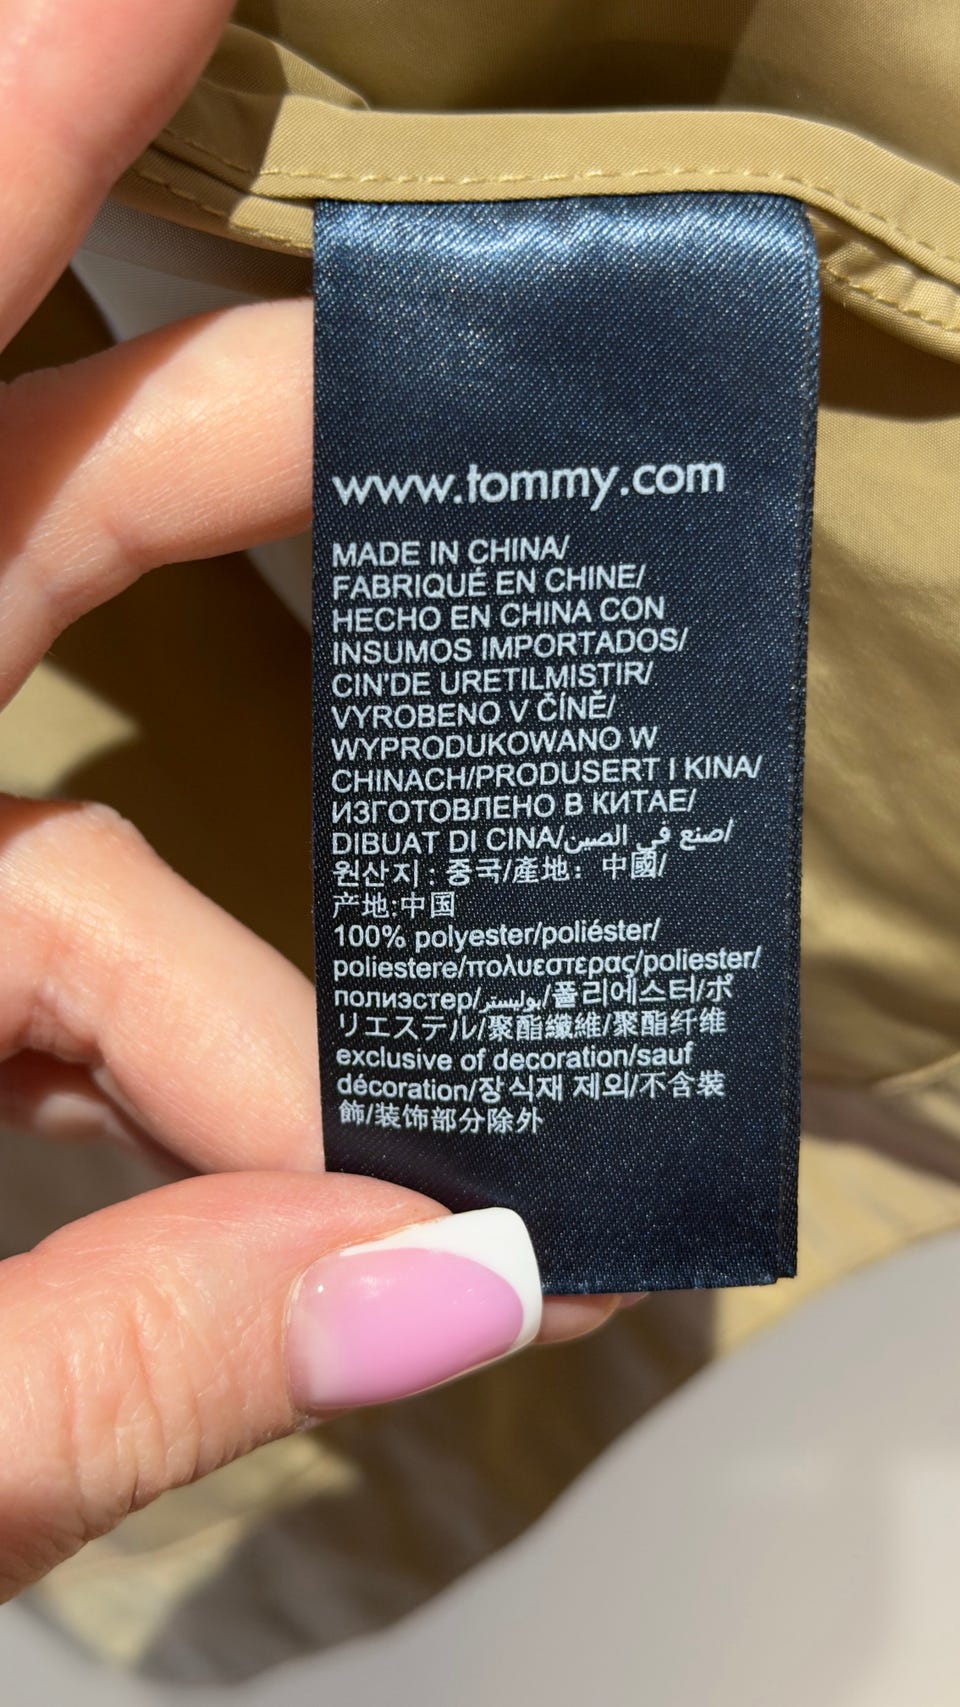 www.tommy.com
MADE IN CHINA/
FABRIQUÉ EN CHINE/
HECHO EN CHINA CON
INSUMOS IMPORTADOS/
CIN'DE URETILMISTIR/
VYROBENO V ČÍNĚ/
WYPRODUKOWANO W
CHINACH/PRODUSERT I KINA/
ИЗГОТОВЛЕНО В КИТАЕ/
DIBUAT DI CINA/صنع في الصين/
원산지 : 중국/產地: 中國/
产地:中国
100% polyester/poliéster/
poliestere/πολυεστερας/poliester/
полиэстер/بوليستر/폴리에스터/ポ
リエステル/聚酯纖維/聚酯纤维
exclusive of decoration/sauf
décoration/장식재 제외/不含裝
飾/装饰部分除外